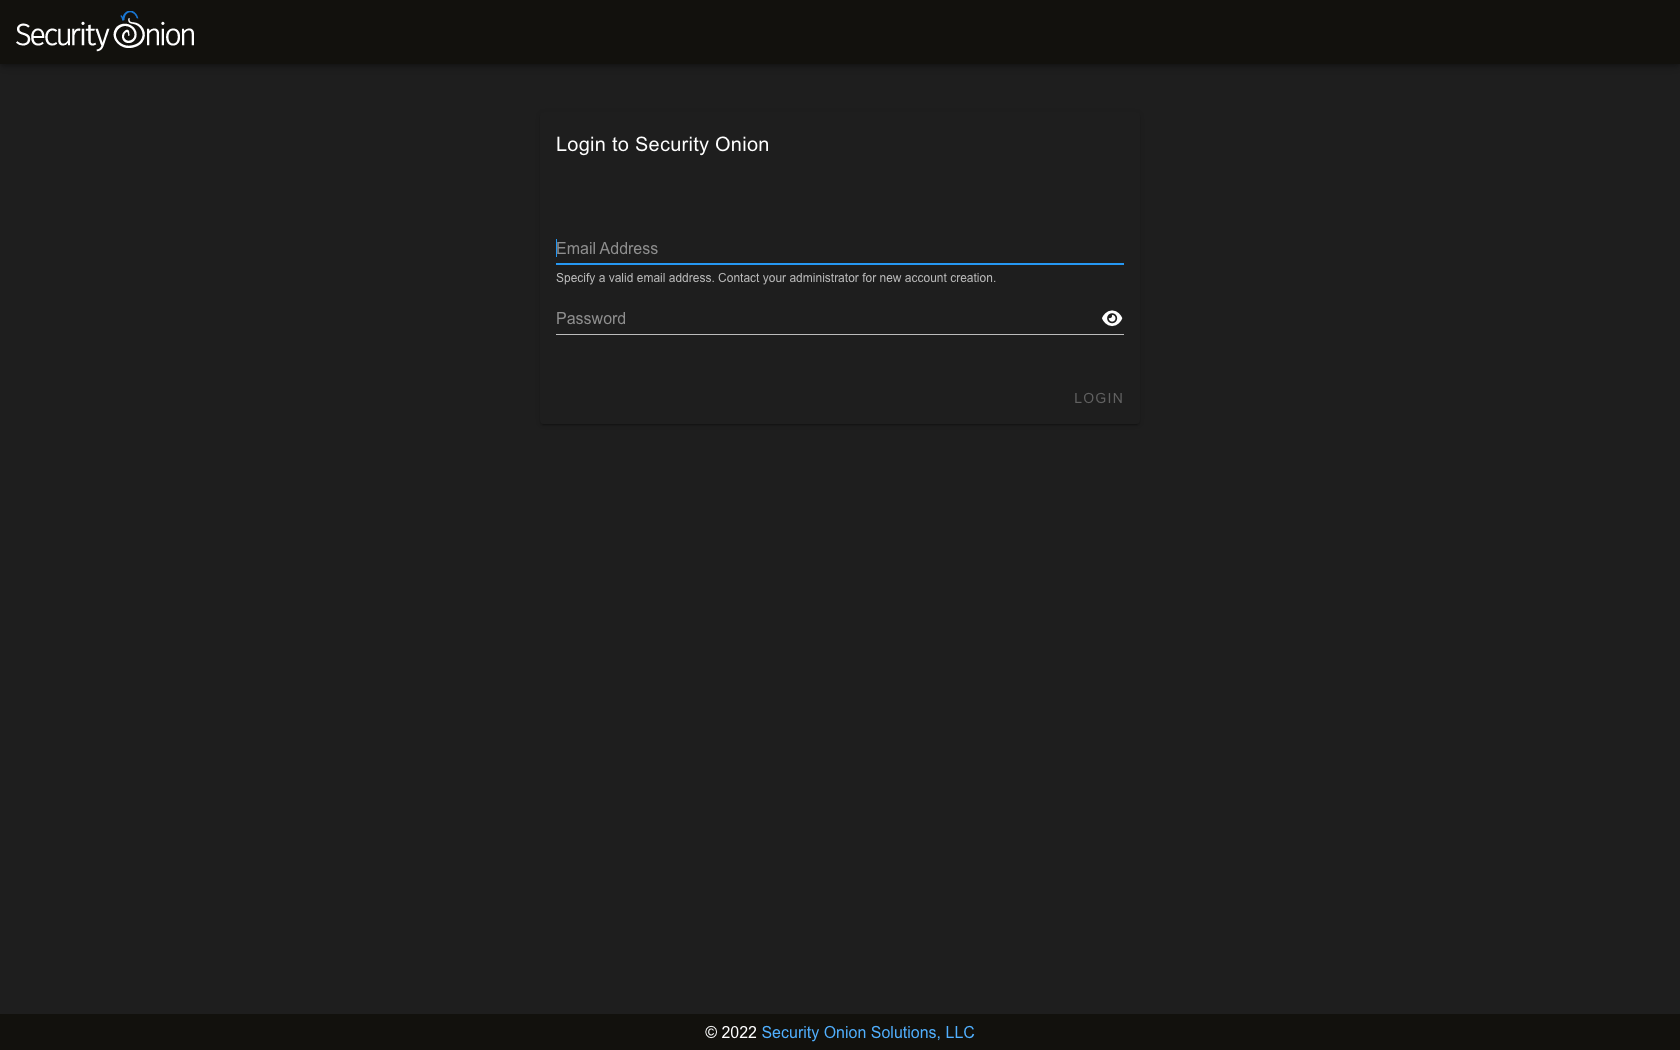 Security Onion
Login to Security Onion
Email Address
Specify a valid email address. Contact your administrator for new account creation.
Password
LOGIN
© 2022 Security Onion Solutions, LLC